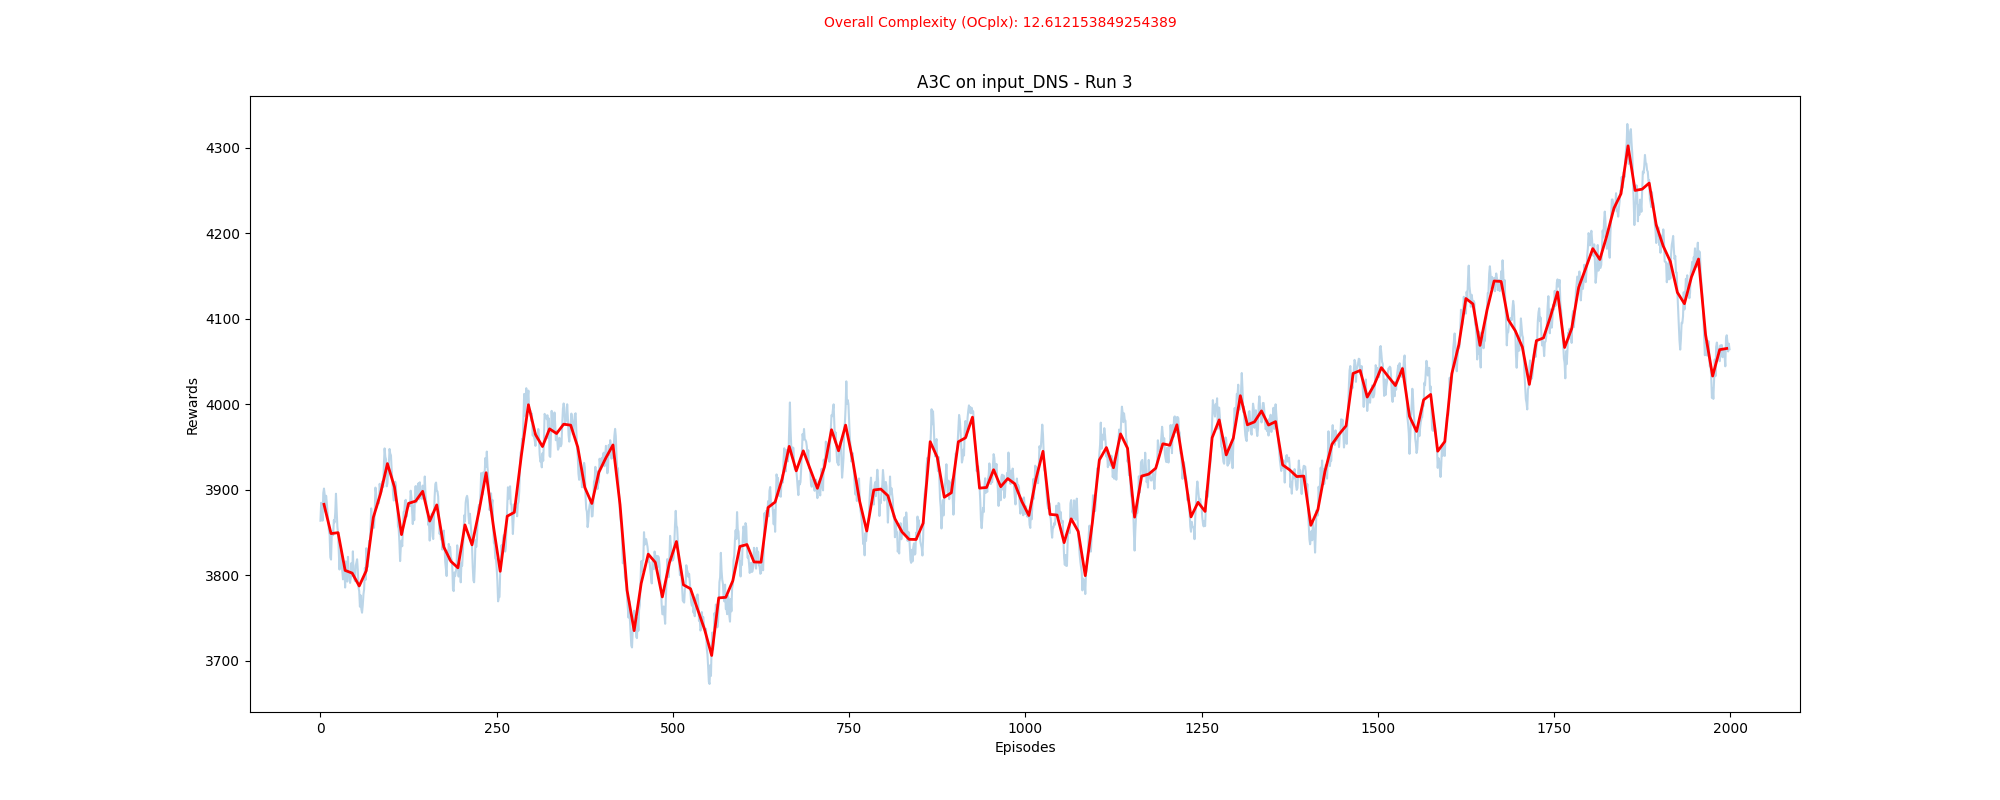 Overall Complexity (OCplx): 12.612153849254389
A3C on input_DNS - Run 3
Rewards
4300
4200
4100
4000
3900
3800
3700
0 250 500 750 1000 1250 1500 1750 2000
Episodes